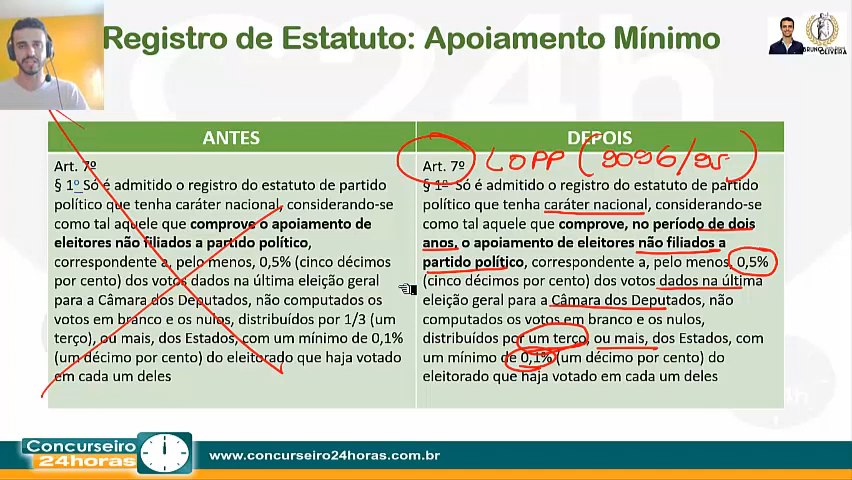 Registro de Estatuto: Apoiamento Mínimo
BRUNO OLIVEIRA
ANTES
Art. 7º
§ 1º Só é admitido o registro do estatuto de partido
político que tenha caráter nacional, considerando-se
como tal aquele que comprove o apoiamento de
eleitores não filiados a partido político,
correspondente a, pelo menos, 0,5% (cinco décimos
por cento) dos votos dados na última eleição geral
para a Câmara dos Deputados, não computados os
votos em branco e os nulos, distribuídos por 1/3 (um
terço), ou mais, dos Estados, com um mínimo de 0,1%
(um décimo por cento) do eleitorado que haja votado
em cada um deles
DEPOIS
Art. 7º LOPP (9096/95)
§ 1º Só é admitido o registro do estatuto de partido
político que tenha caráter nacional, considerando-se
como tal aquele que comprove, no período de dois
anos, o apoiamento de eleitores não filiados a
partido político, correspondente a, pelo menos, 0,5%
(cinco décimos por cento) dos votos dados na última
eleição geral para a Câmara dos Deputados, não
computados os votos em branco e os nulos,
distribuídos por um terço, ou mais, dos Estados, com
um mínimo de 0,1% (um décimo por cento) do
eleitorado que haja votado em cada um deles
Concurseiro
24horas
www.concurseiro24horas.com.br